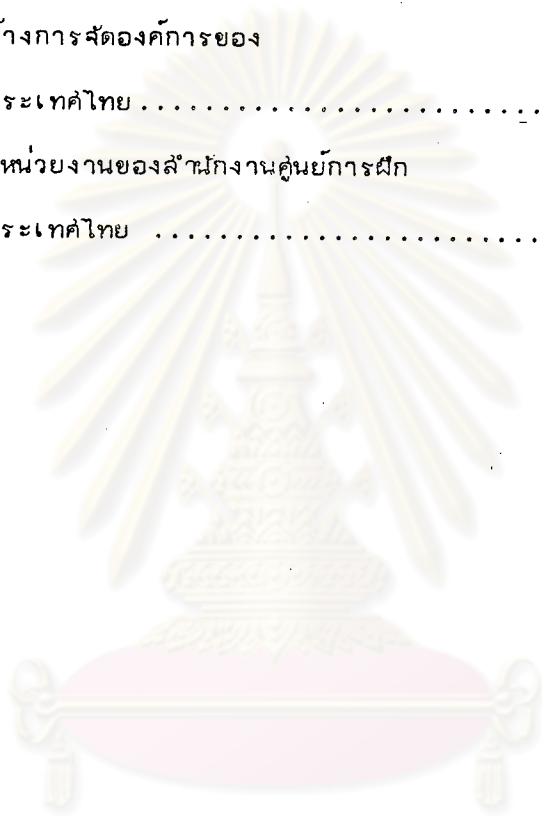 ้างการจัดองค์การของ
ระเทศไทย ..........................
หน่วยงานของสำนักงานศูนย์การฝึก
ระเทศไทย ........................